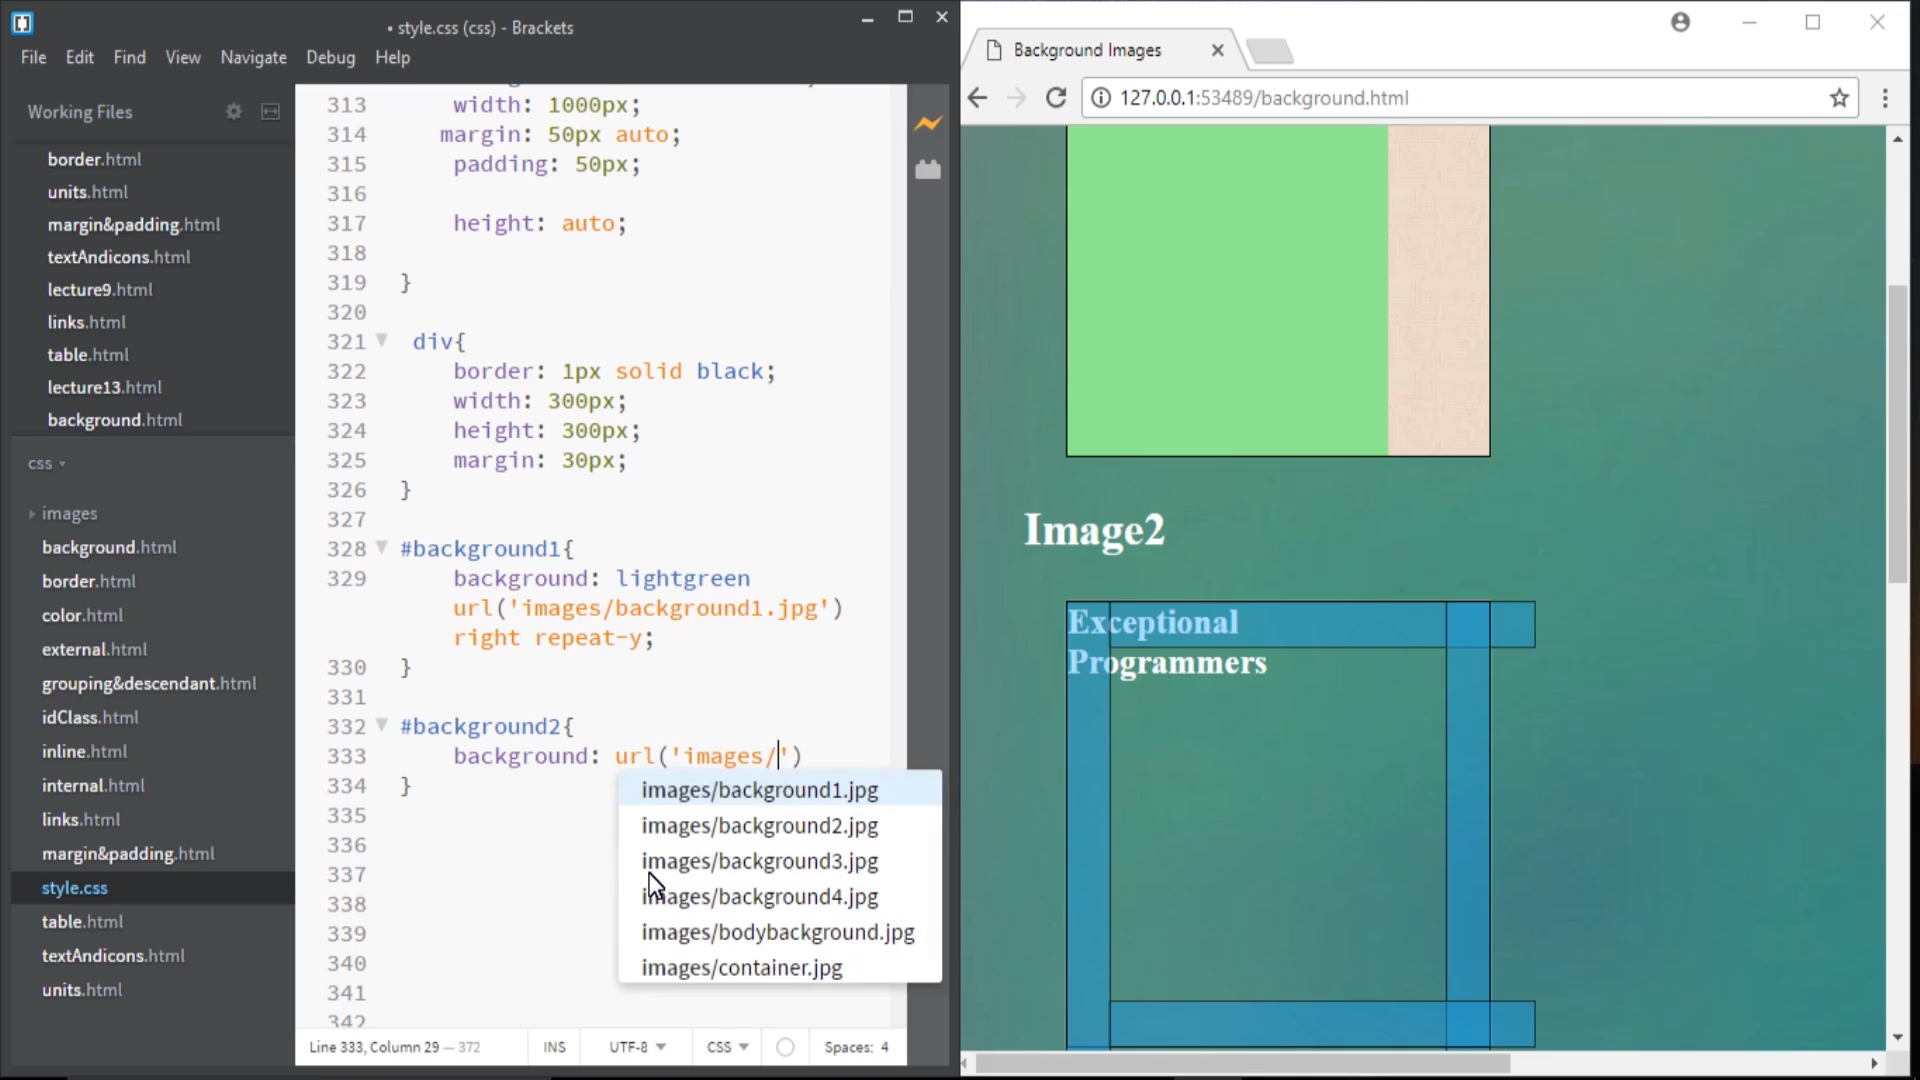 • style.css (css) - Brackets
File Edit Find View Navigate Debug Help
Working Files
border.html
units.html
margin&padding.html
textAndicons.html
lecture9.html
links.html
table.html
lecture13.html
background.html
css
images
background.html
border.html
color.html
external.html
grouping&descendant.html
idClass.html
inline.html
internal.html
links.html
margin&padding.html
style.css
table.html
textAndicons.html
units.html
313 width: 1000px;
314 margin: 50px auto;
315 padding: 50px;
316
317 height: auto;
318
319 }
320
321 div{
322 border: 1px solid black;
323 width: 300px;
324 height: 300px;
325 margin: 30px;
326 }
327
328 #background1{
329 background: lightgreen
url('images/background1.jpg')
right repeat-y;
330 }
331
332 #background2{
333 background: url('images/')
334 }
335
336
337
338
339
340
341
342
images/background1.jpg
images/background2.jpg
images/background3.jpg
images/background4.jpg
images/bodybackground.jpg
images/container.jpg
Line 333, Column 29 — 372 INS UTF-8 CSS Spaces: 4
Background Images
127.0.0.1:53489/background.html
Image2
Exceptional
Programmers